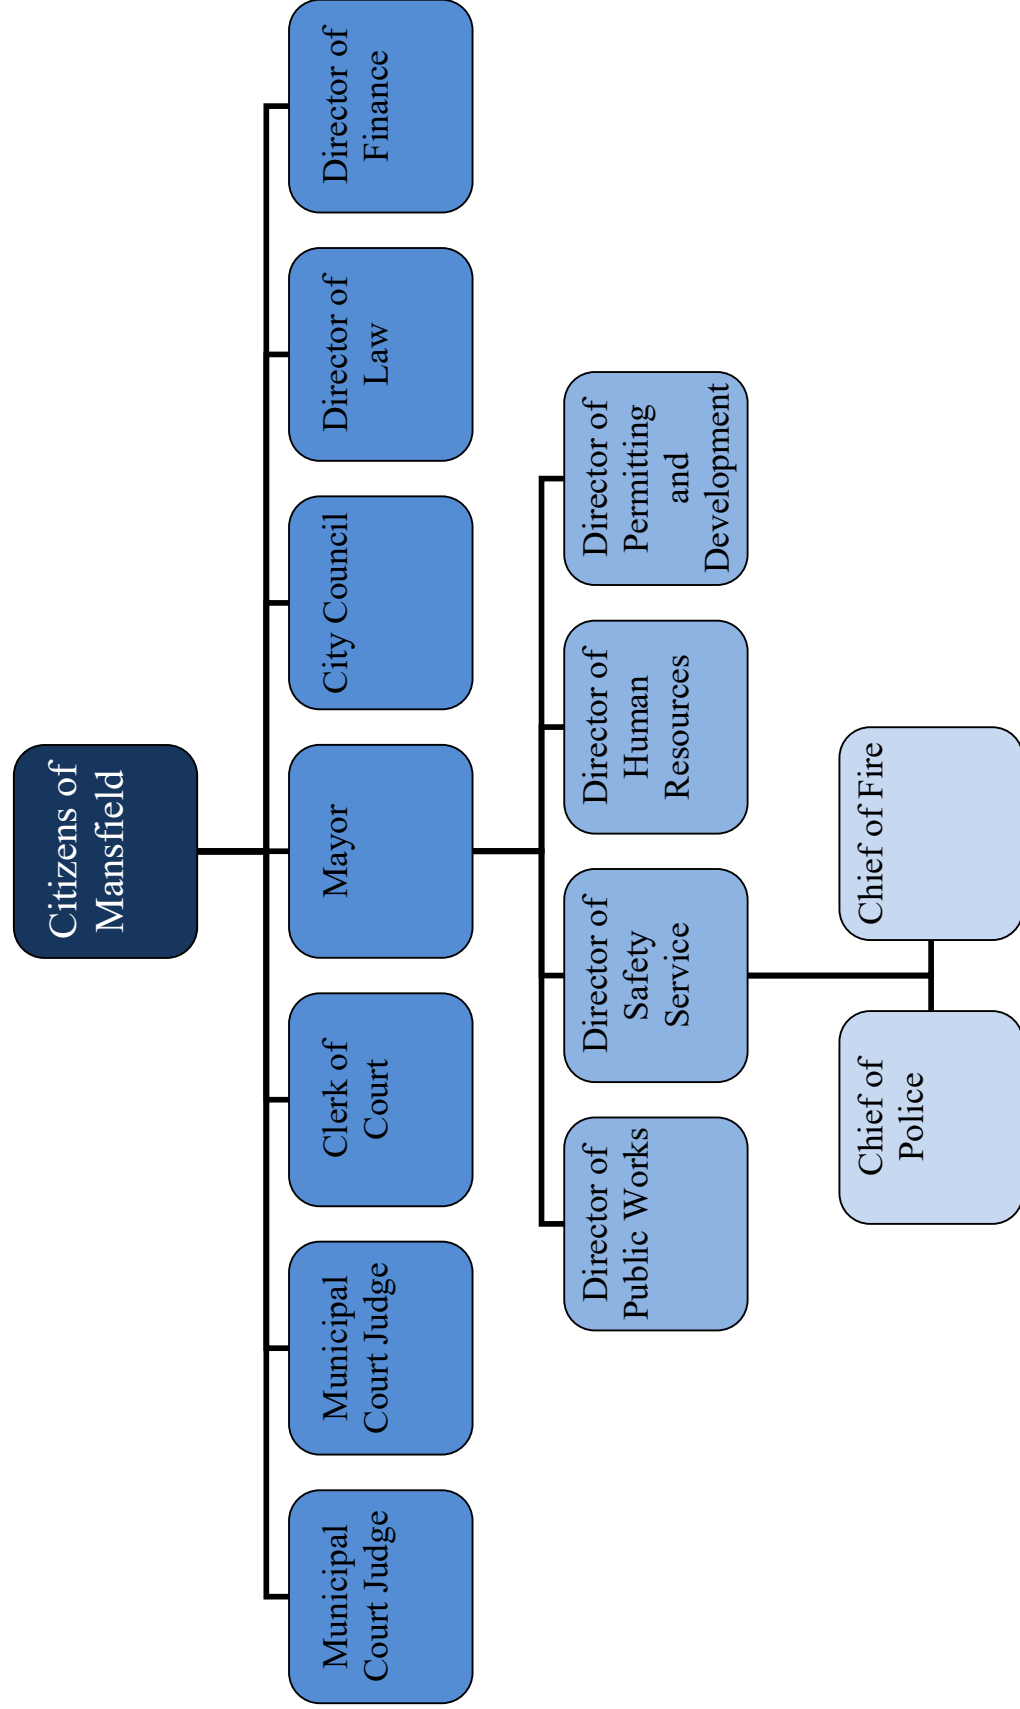 Citizens of
Mansfield
Municipal
Court Judge
Municipal
Court Judge
Clerk of
Court
Mayor
City Council
Director of
Law
Director of
Finance
Director of
Public Works
Director of
Safety
Service
Director of
Human
Resources
Director of
Permitting
and
Development
Chief of
Police
Chief of Fire